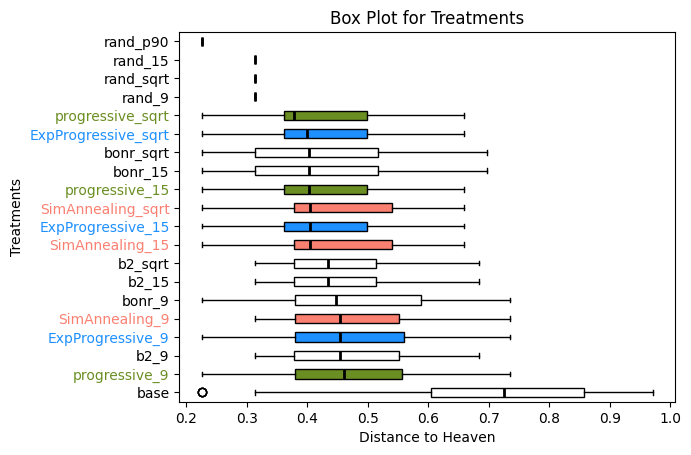 Box Plot for Treatments
Treatments
rand_p90
rand_15
rand_sqrt
rand_9
progressive_sqrt
ExpProgressive_sqrt
bonr_sqrt
bonr_15
progressive_15
SimAnnealing_sqrt
ExpProgressive_15
SimAnnealing_15
b2_sqrt
b2_15
bonr_9
SimAnnealing_9
ExpProgressive_9
b2_9
progressive_9
base
0.2 0.3 0.4 0.5 0.6 0.7 0.8 0.9 1.0
Distance to Heaven